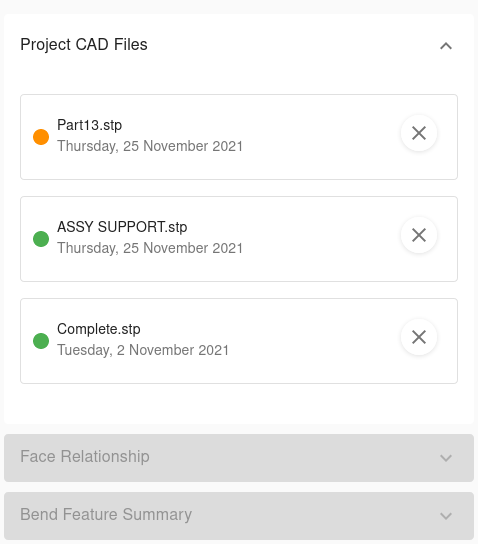 Project CAD Files
Part13.stp
Thursday, 25 November 2021
ASSY SUPPORT.stp
Thursday, 25 November 2021
Complete.stp
Tuesday, 2 November 2021
Face Relationship
Bend Feature Summary